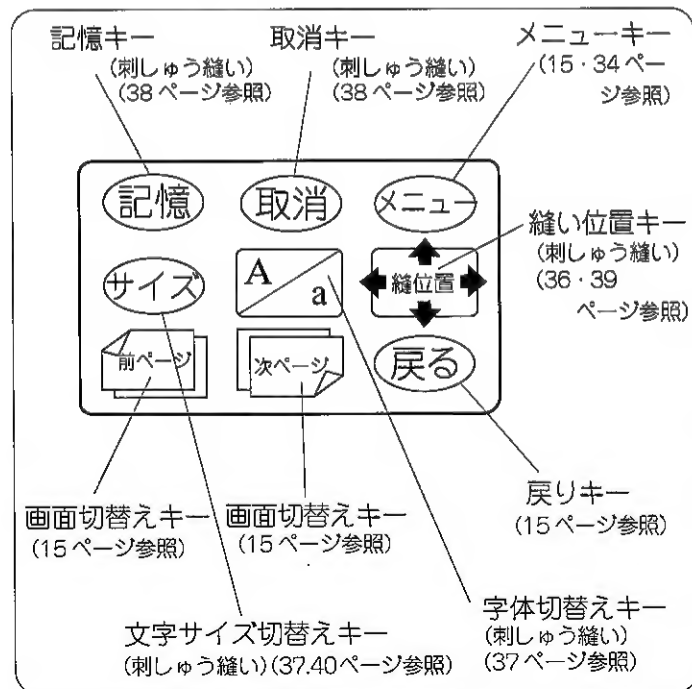 記憶キー
(刺しゅう縫い)
(38ページ参照)
取消キー
(刺しゅう縫い)
(38ページ参照)
メニューキー
(15・34ペー
ジ参照)
記憶
取消
メニュー
サイズ
A
a
縫位置
前ページ
次ページ
戻る
縫い位置キー
(刺しゅう縫い)
(36・39
ページ参照)
画面切替えキー
(15ページ参照)
画面切替えキー
(15ページ参照)
戻りキー
(15ページ参照)
文字サイズ切替えキー
(刺しゅう縫い)(37.40ページ参照)
字体切替えキー
(刺しゅう縫い)
(37ページ参照)